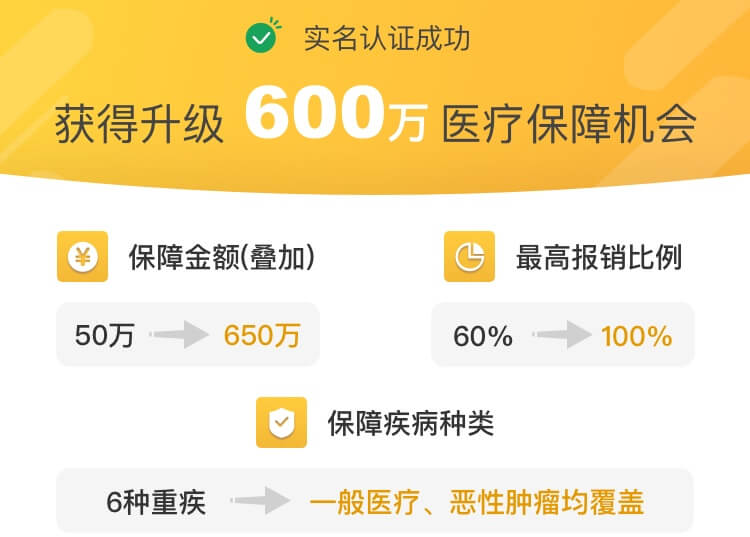 实名认证成功
获得升级 600万 医疗保障机会
保障金额(叠加)
50万 650万
最高报销比例
60% 100%
保障疾病种类
6种重疾 一般医疗、恶性肿瘤均覆盖